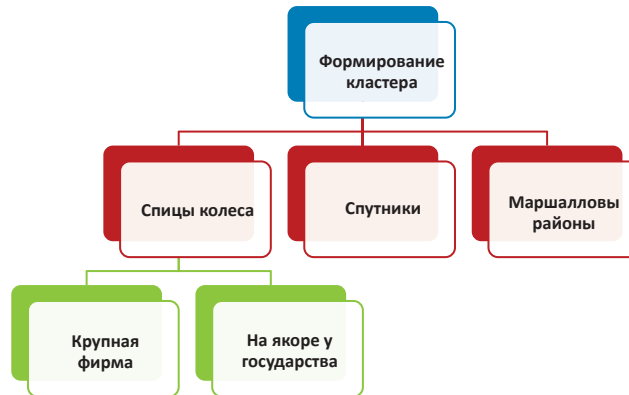 Формирование
кластера
Спицы колеса
Спутники
Маршалловы
районы
Крупная
фирма
На якоре у
государства